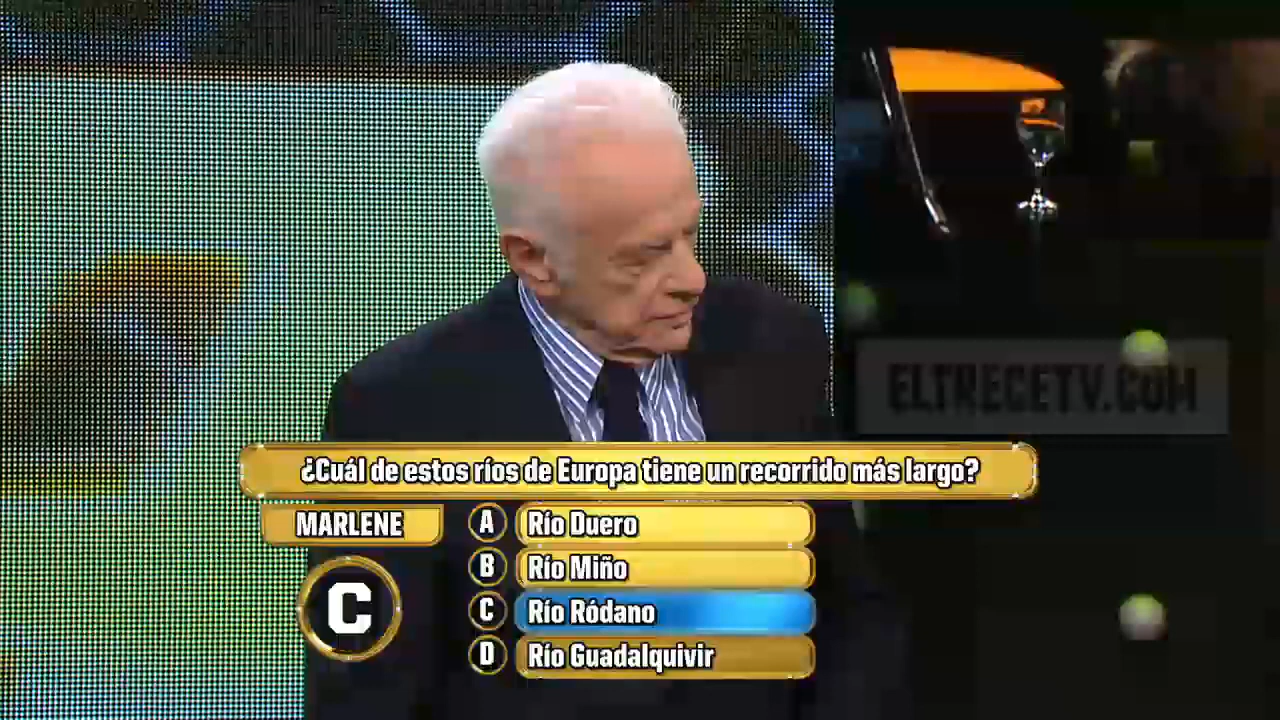 ELTRECETV.COM
¿Cuál de estos ríos de Europa tiene un recorrido más largo?
MARLENE
C
A Río Duero
B Río Miño
C Río Ródano
D Río Guadalquivir